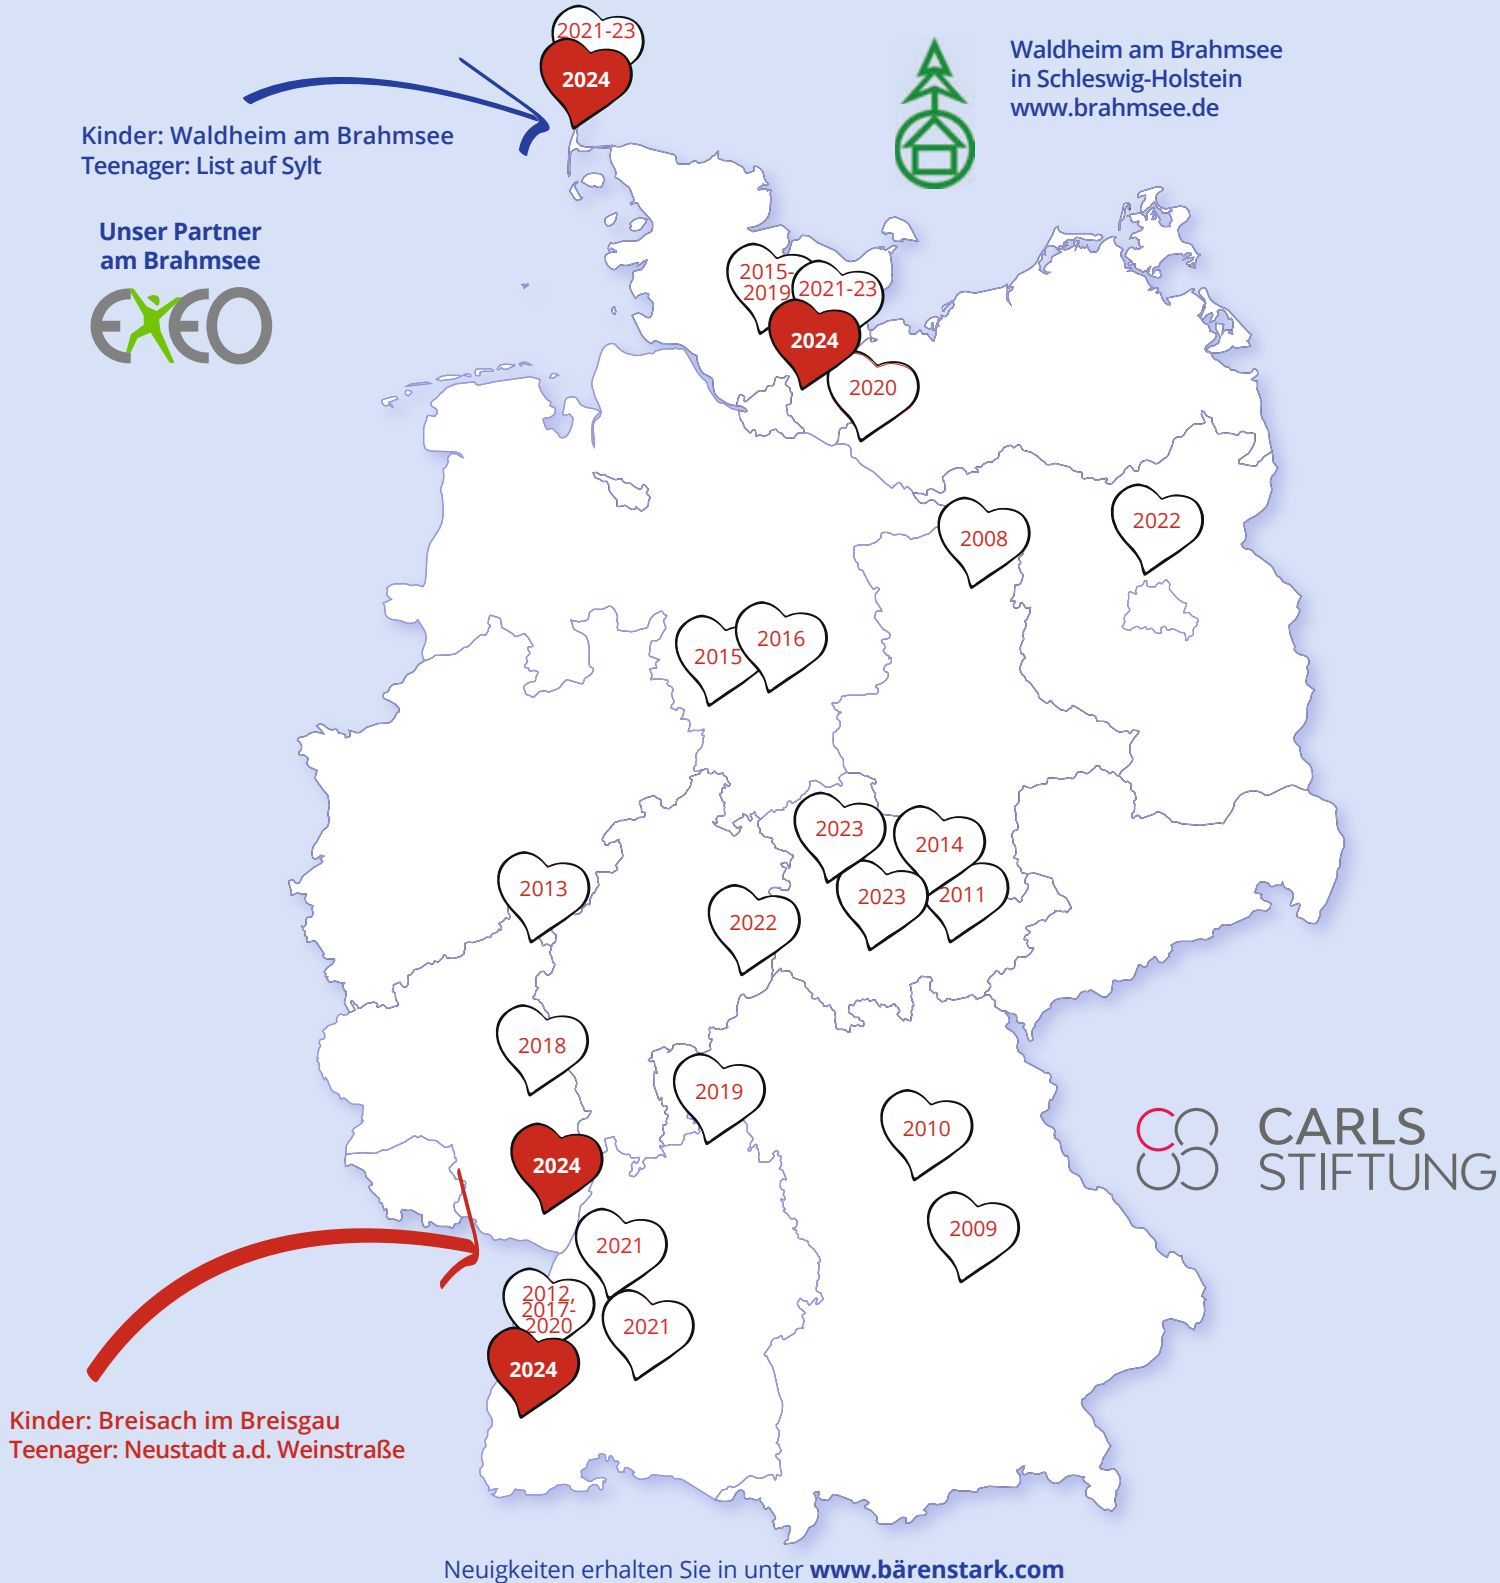 2021-23
2024
Waldheim am Brahmsee
in Schleswig-Holstein
www.brahmsee.de
Kinder: Waldheim am Brahmsee
Teenager: List auf Sylt
Unser Partner
am Brahmsee
EXEO
2015-
2019
2021-23
2024
2020
2008
2022
2015
2016
2023
2014
2013
2023
2011
2022
2018
2019
2010
CARLS
STIFTUNG
2024
2009
2021
2012,
2017-
2020
2021
2024
Kinder: Breisach im Breisgau
Teenager: Neustadt a.d. Weinstraße
Neuigkeiten erhalten Sie in unter www.bärenstark.com